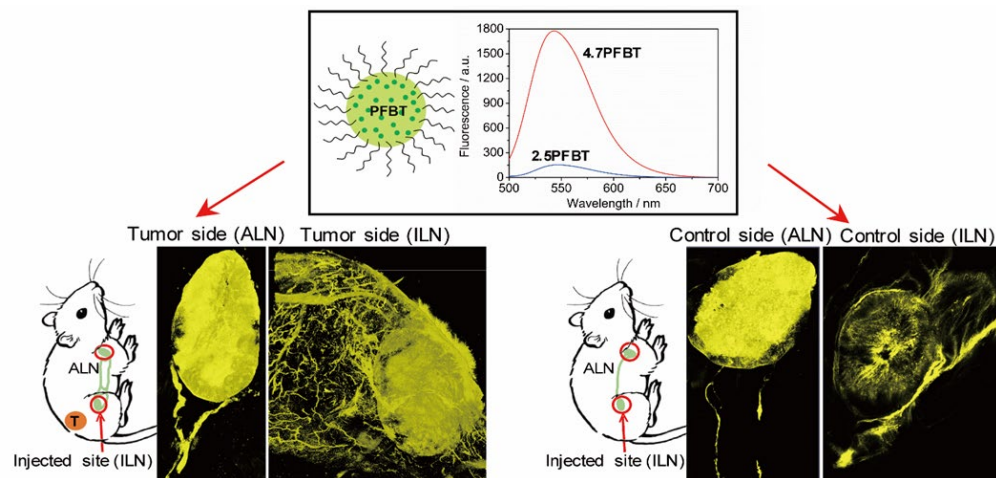 PFBT
1800
1500
1200
900
600
300
150
0
Fluorescence / a.u.
4.7PFBT
2.5PFBT
500
550
600
650
700
Wavelength / nm
Tumor side (ALN)
Tumor side (ILN)
ALN
T
Injected site (ILN)
Control side (ALN)
Control side (ILN)
ALN
Injected site (ILN)